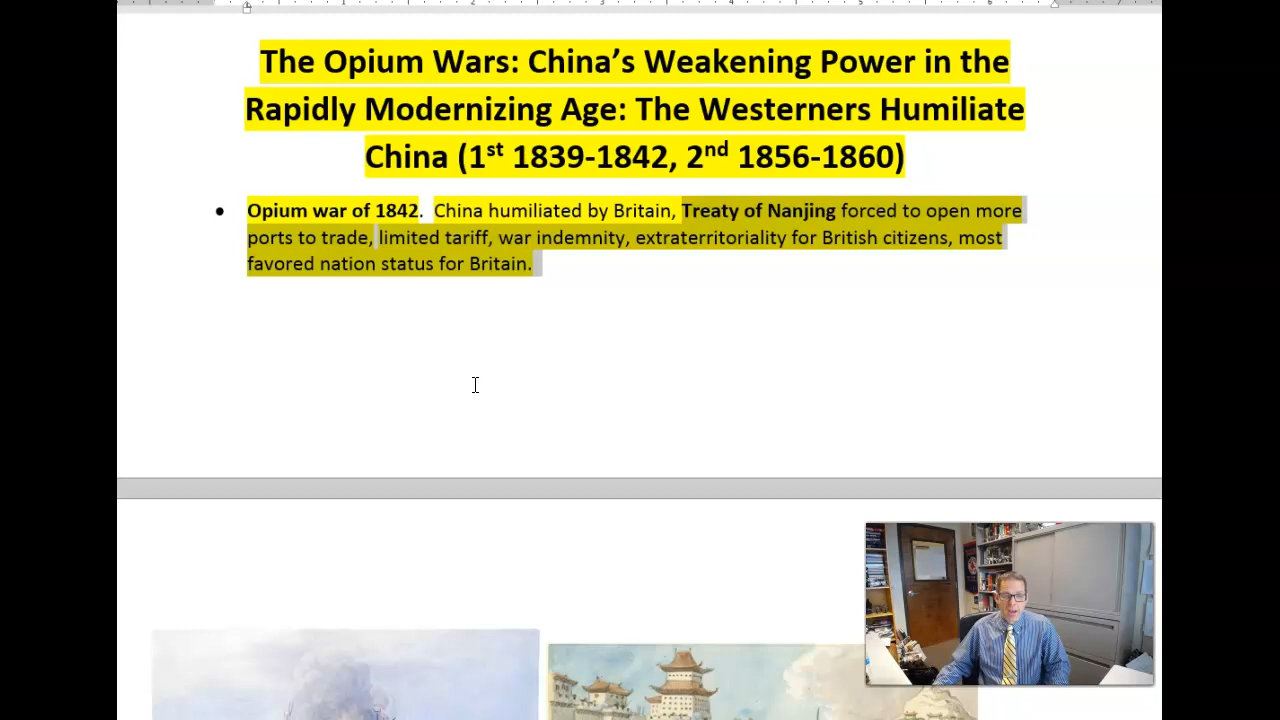 The Opium Wars: China’s Weakening Power in the
Rapidly Modernizing Age: The Westerners Humiliate
China (1st 1839-1842, 2nd 1856-1860)
• Opium war of 1842.  China humiliated by Britain, Treaty of Nanjing forced to open more
ports to trade, limited tariff, war indemnity, extraterritoriality for British citizens, most
favored nation status for Britain.